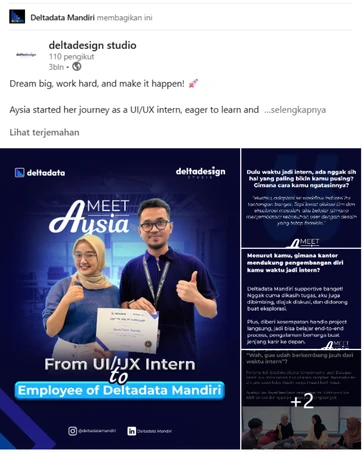 Deltadata Mandiri membagikan ini
deltadesign studio
110 pengikut
3bln •
Dream big, work hard, and make it happen! 🚀
Aysia started her journey as a UI/UX intern, eager to learn and ...selengkapnya
Lihat terjemahan
deltadata
deltadesign
STUDIO
MEET
Aysia
From UI/UX Intern
to
Employee of Deltadata Mandiri
@deltadatamandiri
Deltadata Mandiri
Dulu waktu jadi intern, ada nggak sih
hal yang paling bikin kamu pusing?
Gimana cara kamu ngatasinnya?
MEET
Aysia
Menurut kamu, gimana kantor
mendukung pengembangan diri
kamu waktu jadi intern?
Deltadata Mandiri supportive banget!
Nggak cuma dikasih tugas, aku juga
dibimbing, diajak diskusi, dan didorong
buat eksplorasi.
Plus, diberi kesempatan handle project
langsung, jadi bisa belajar end-to-end
process, pengalaman berharga buat
jenjang karir ke depan.
MEET
Aysia
"Wah, gue udah berkembang jauh dari
waktu intern"?
+2